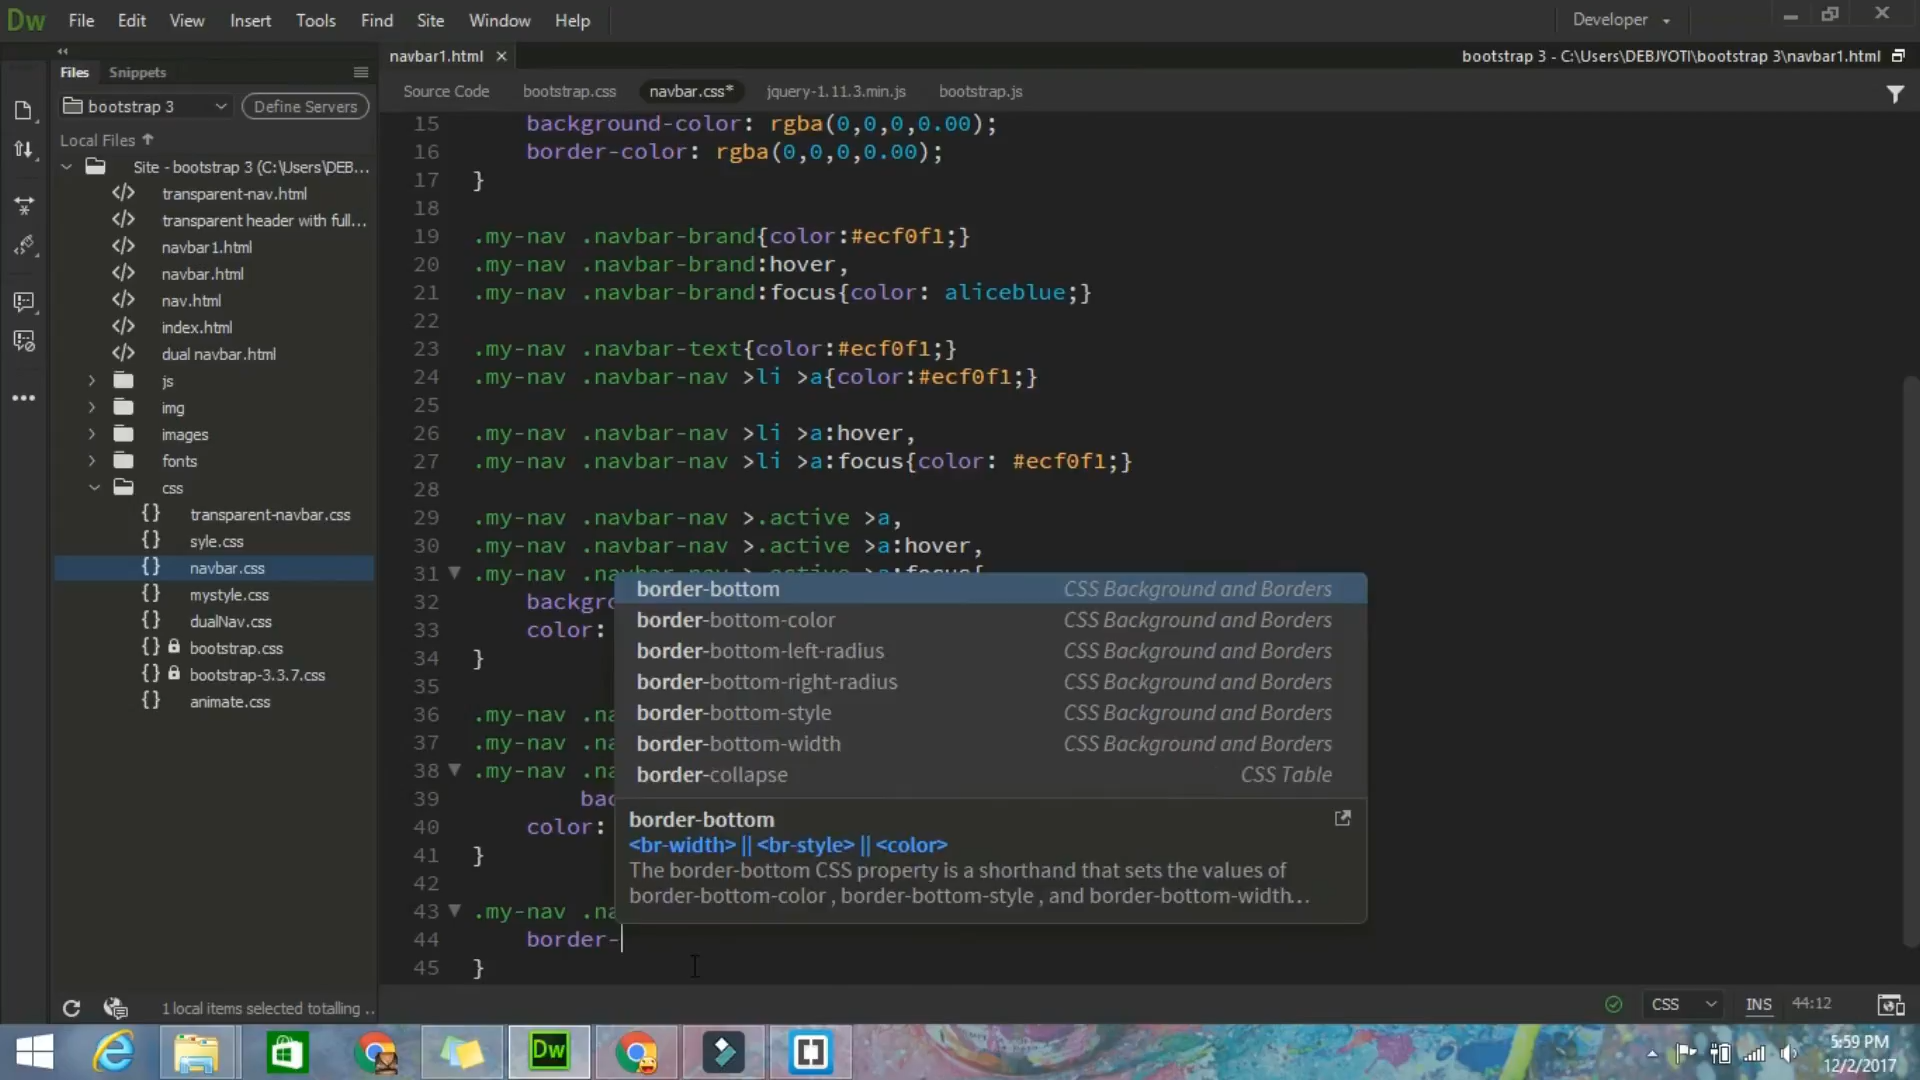 Dw File Edit View Insert Tools Find Site Window Help Developer
Files Snippets
navbar1.html
bootstrap 3 - C:\Users\DEBJYOTI\bootstrap 3\navbar1.html
Source Code bootstrap.css navbar.css* jquery-1.11.3.min.js bootstrap.js
bootstrap 3 Define Servers
Local Files
Site - bootstrap 3 (C:\Users\DEB...
transparent-nav.html
transparent header with full...
navbar1.html
navbar.html
nav.html
index.html
dual navbar.html
js
img
images
fonts
css
transparent-navbar.css
syle.css
navbar.css
mystyle.css
dualNav.css
bootstrap.css
bootstrap-3.3.7.css
animate.css
1 local items selected totalling ..
15 background-color: rgba(0,0,0,0.00);
16 border-color: rgba(0,0,0,0.00);
17 }
18
19 .my-nav .navbar-brand{color:#ecf0f1;}
20 .my-nav .navbar-brand:hover,
21 .my-nav .navbar-brand:focus{color: aliceblue;}
22
23 .my-nav .navbar-text{color:#ecf0f1;}
24 .my-nav .navbar-nav >li >a{color:#ecf0f1;}
25
26 .my-nav .navbar-nav >li >a:hover,
27 .my-nav .navbar-nav >li >a:focus{color: #ecf0f1;}
28
29 .my-nav .navbar-nav >.active >a,
30 .my-nav .navbar-nav >.active >a:hover,
31 .my-nav .navbar-nav >.active >a:focus{
32 backgro
33 color:
34 }
35
36 .my-nav .na
37 .my-nav .na
38 .my-nav .na
39 bac
40 color:
41 }
42
43 .my-nav .na
44 border-
45 }
border-bottom CSS Background and Borders
border-bottom-color CSS Background and Borders
border-bottom-left-radius CSS Background and Borders
border-bottom-right-radius CSS Background and Borders
border-bottom-style CSS Background and Borders
border-bottom-width CSS Background and Borders
border-collapse CSS Table
border-bottom
<br-width> || <br-style> || <color>
The border-bottom CSS property is a shorthand that sets the values of
border-bottom-color , border-bottom-style , and border-bottom-width...
CSS INS 44:12
Dw
5:59 PM
12/2/2017